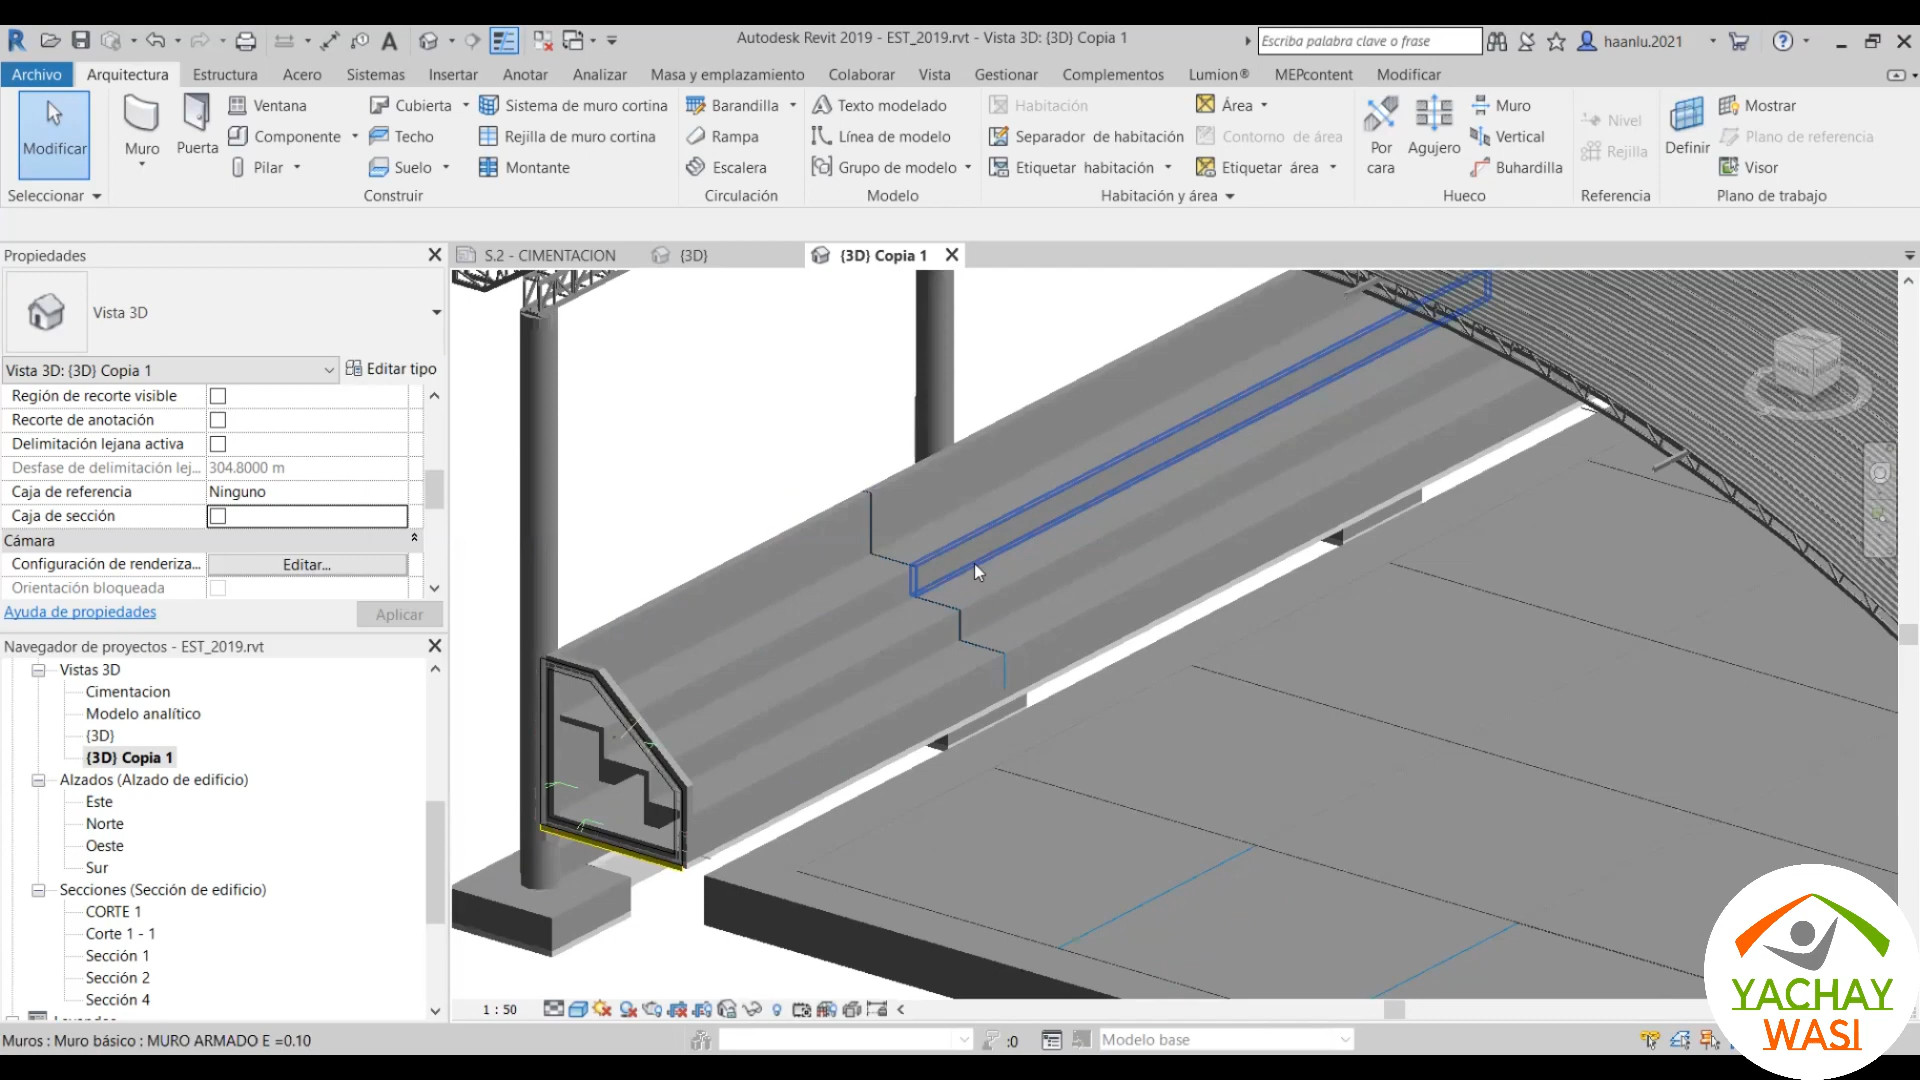 Autodesk Revit 2019 - EST_2019.rvt - Vista 3D: {3D} Copia 1
Escriba palabra clave o frase
haanlu.2021
Archivo Arquitectura Estructura Acero Sistemas Insertar Anotar Analizar Masa y emplazamiento Colaborar Vista Gestionar Complementos Lumion® MEPcontent Modificar
Modificar
Seleccionar
Muro
Puerta
Ventana
Componente
Pilar
Cubierta
Techo
Suelo
Sistema de muro cortina
Rejilla de muro cortina
Montante
Construir
Barandilla
Rampa
Escalera
Circulación
Texto modelado
Línea de modelo
Grupo de modelo
Modelo
Habitación
Separador de habitación
Etiquetar habitación
Área
Contorno de área
Etiquetar área
Habitación y área
Por cara
Agujero
Muro
Vertical
Buhardilla
Hueco
Nivel
Rejilla
Referencia
Definir
Mostrar
Plano de referencia
Visor
Plano de trabajo
Propiedades
Vista 3D
Vista 3D: {3D} Copia 1
Editar tipo
Región de recorte visible
Recorte de anotación
Delimitación lejana activa
Desfase de delimitación lej... 304.8000 m
Caja de referencia Ninguno
Caja de sección
Cámara
Configuración de renderiza... Editar...
Orientación bloqueada
Ayuda de propiedades
Aplicar
Navegador de proyectos - EST_2019.rvt
Vistas 3D
Cimentacion
Modelo analítico
{3D}
{3D} Copia 1
Alzados (Alzado de edificio)
Este
Norte
Oeste
Sur
Secciones (Sección de edificio)
CORTE 1
Corte 1 - 1
Sección 1
Sección 2
Sección 4
S.2 - CIMENTACION
{3D}
{3D} Copia 1
1 : 50
Muros : Muro básico : MURO ARMADO E =0.10
:0
Modelo base
YACHAY
WASI